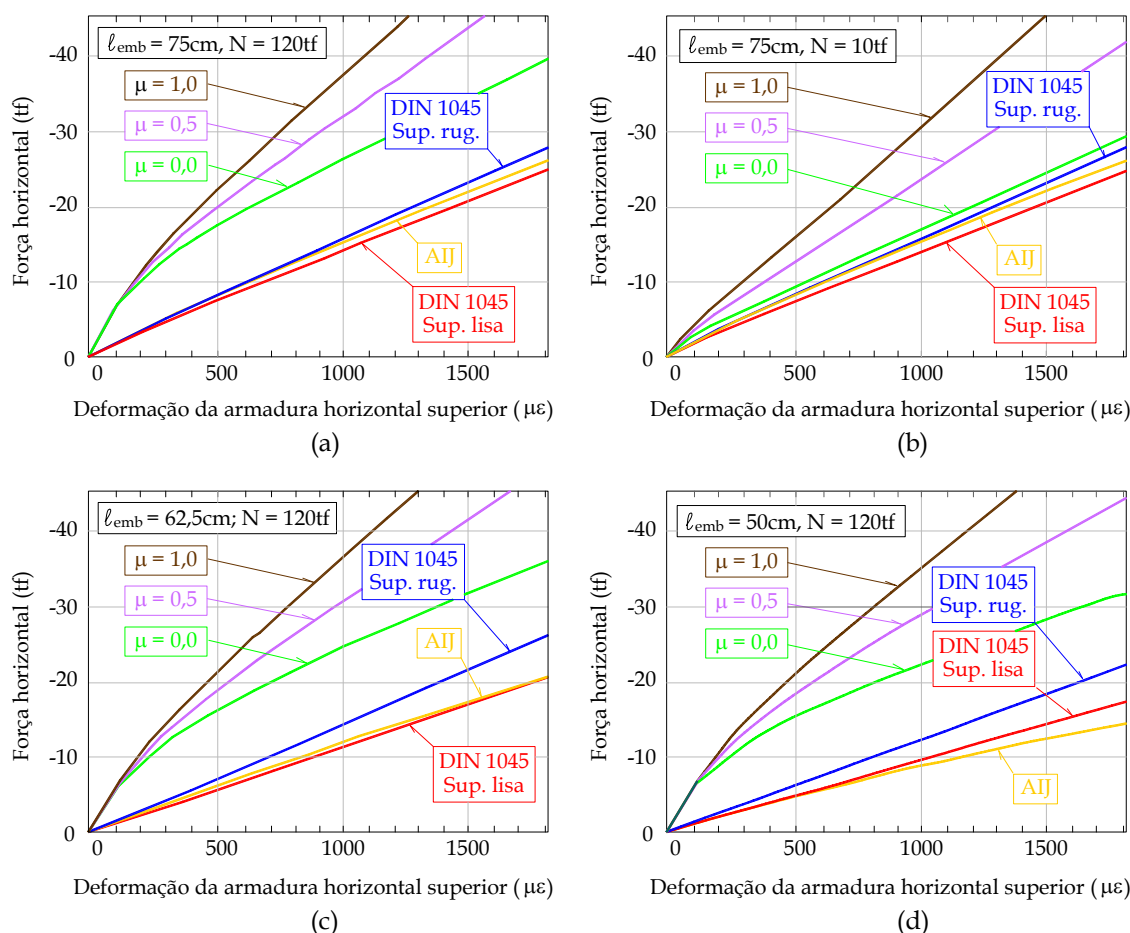 ℓemb = 75cm, N = 120tf
μ = 1,0
μ = 0,5
μ = 0,0
DIN 1045
Sup. rug.
AIJ
DIN 1045
Sup. lisa
Força horizontal (tf)
-40
-30
-20
-10
0
0 500 1000 1500
Deformação da armadura horizontal superior (με)
(a)
ℓemb = 75cm, N = 10tf
μ = 1,0
μ = 0,5
μ = 0,0
DIN 1045
Sup. rug.
AIJ
DIN 1045
Sup. lisa
Força horizontal (tf)
-40
-30
-20
-10
0
0 500 1000 1500
Deformação da armadura horizontal superior (με)
(b)
ℓemb = 62,5cm; N = 120tf
μ = 1,0
μ = 0,5
μ = 0,0
DIN 1045
Sup. rug.
AIJ
DIN 1045
Sup. lisa
Força horizontal (tf)
-40
-30
-20
-10
0
0 500 1000 1500
Deformação da armadura horizontal superior (με)
(c)
ℓemb = 50cm, N = 120tf
μ = 1,0
μ = 0,5
μ = 0,0
DIN 1045
Sup. rug.
DIN 1045
Sup. lisa
AIJ
Força horizontal (tf)
-40
-30
-20
-10
0
0 500 1000 1500
Deformação da armadura horizontal superior (με)
(d)